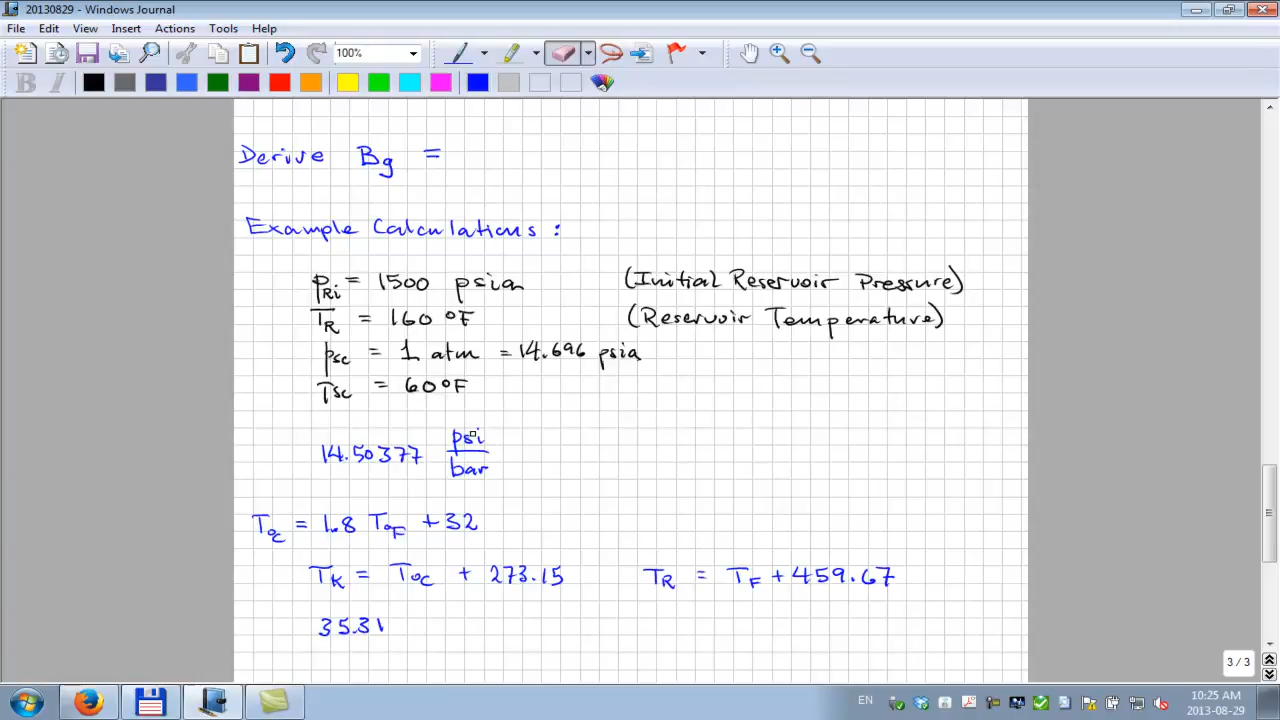 20130829 - Windows Journal
File Edit View Insert Actions Tools Help
100%
B I
Derive Bg =
Example Calculations :
pRi = 1500 psia (Initial Reservoir Pressure)
TR = 160 °F (Reservoir Temperature)
psc = 1 atm = 14.696 psia
Tsc = 60°F
14.50377 psi
bar
T°C = 1.8 T°F + 32
TK = T°C + 273.15 TR = TF + 459.67
35.31
3 / 3
EN 10:25 AM
2013-08-29